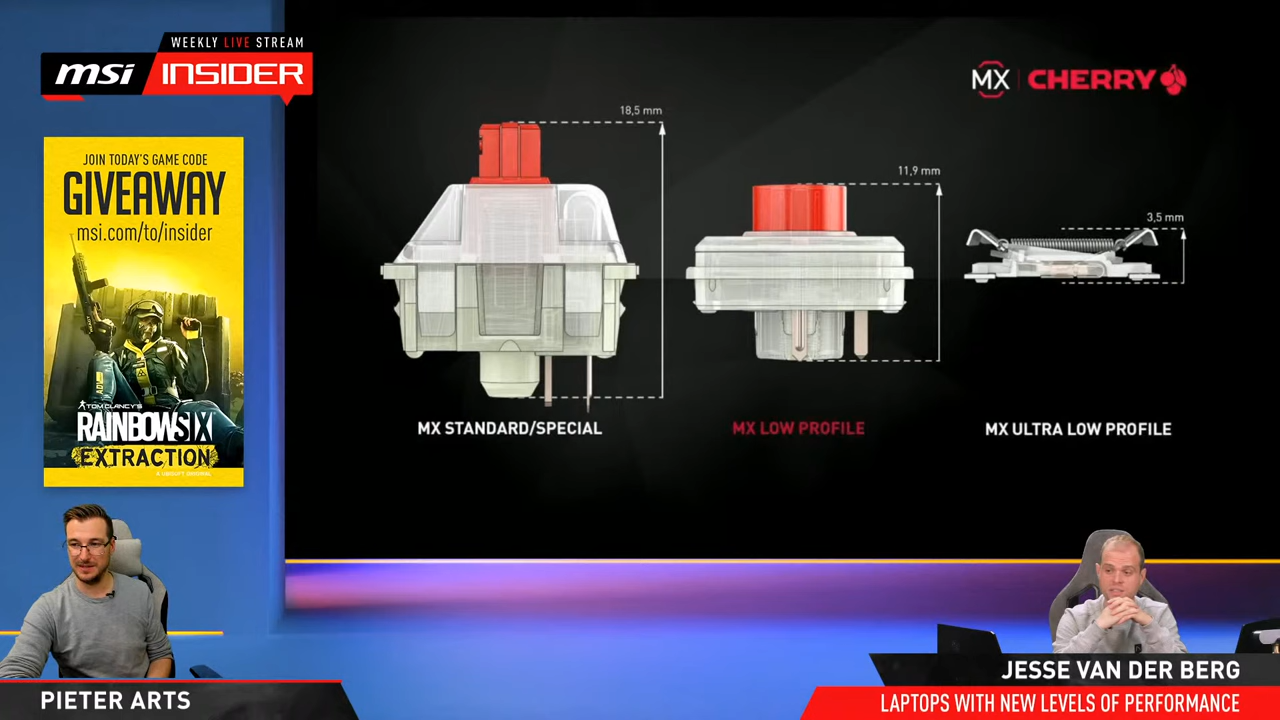 WEEKLY LIVE STREAM
msi INSIDER
JOIN TODAY'S GAME CODE
GIVEAWAY
msi.com/to/insider
TOM CLANCY'S
RAINBOW SIX
EXTRACTION
A UBISOFT ORIGINAL
MX CHERRY
18,5 mm
11,9 mm
3,5 mm
MX STANDARD/SPECIAL
MX LOW PROFILE
MX ULTRA LOW PROFILE
PIETER ARTS
JESSE VAN DER BERG
LAPTOPS WITH NEW LEVELS OF PERFORMANCE